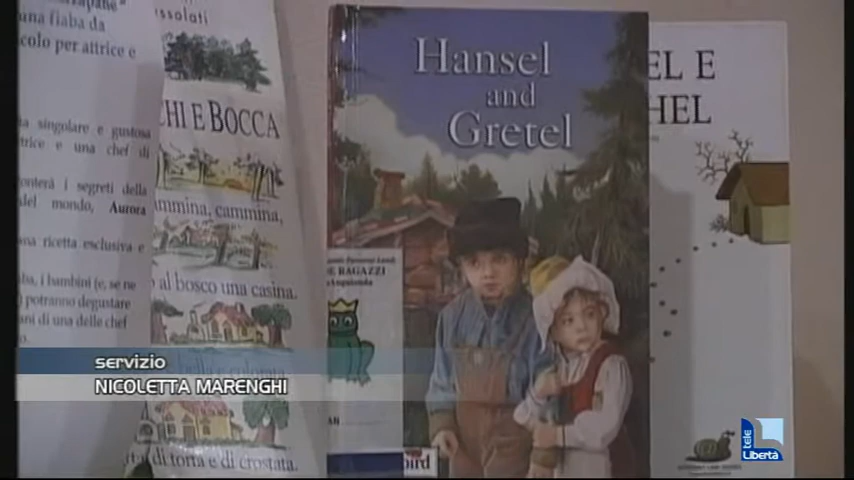 una fiaba da
colo per attrice e
singolare e gustosa
trice e una chef di
onterà i segreti della
del mondo, Aurora
na ricetta esclusiva e
i bambini (e, se ne
) potranno degustare
ani di una delle chef
ssolati
CHI E BOCCA
ammina, cammina,
al bosco una casina.
di torta e di crostata.
Hansel
and
Gretel
E RAGAZZI
EL E
HEL
servizio
NICOLETTA MARENGHI
tele
Libertà